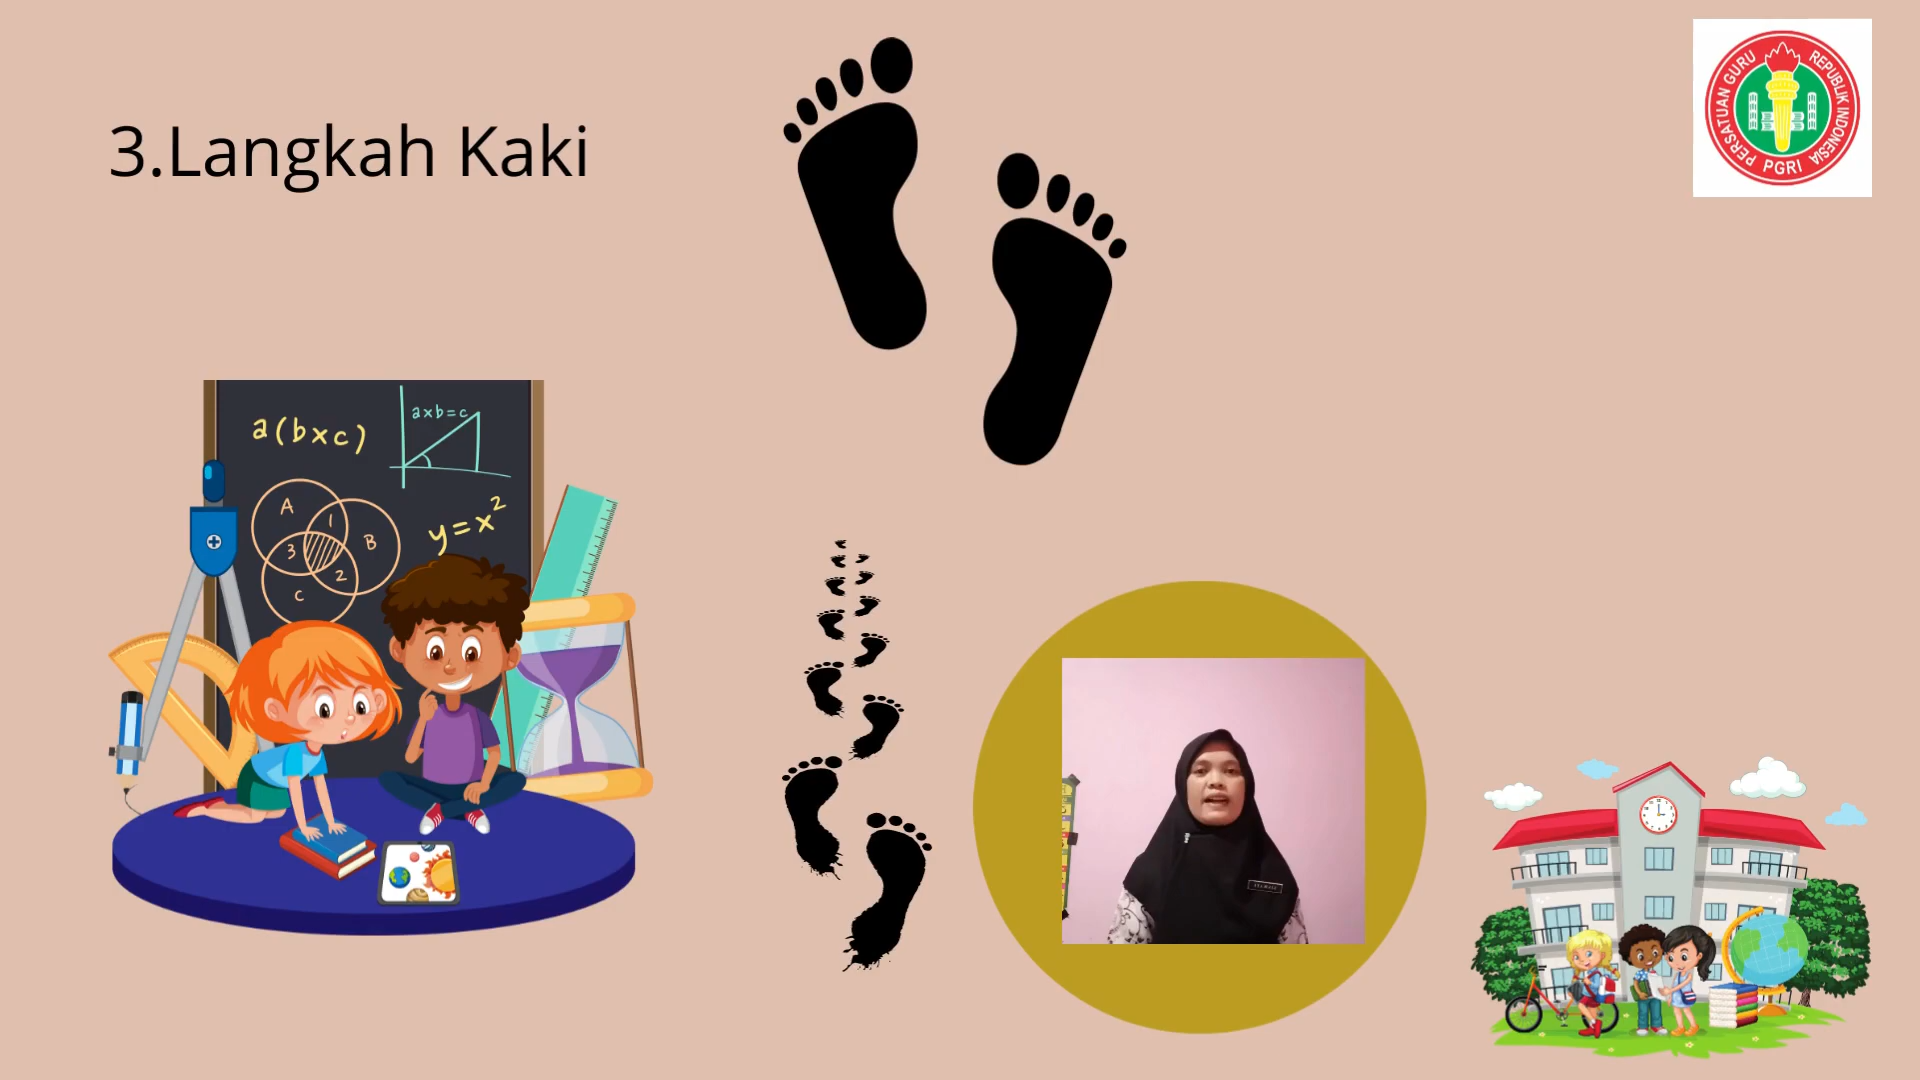 3.Langkah Kaki
PERSATUAN GURU REPUBLIK INDONESIA
PGRI
a(bxc)
axb=c
A
1
B
3
2
C
y=x²